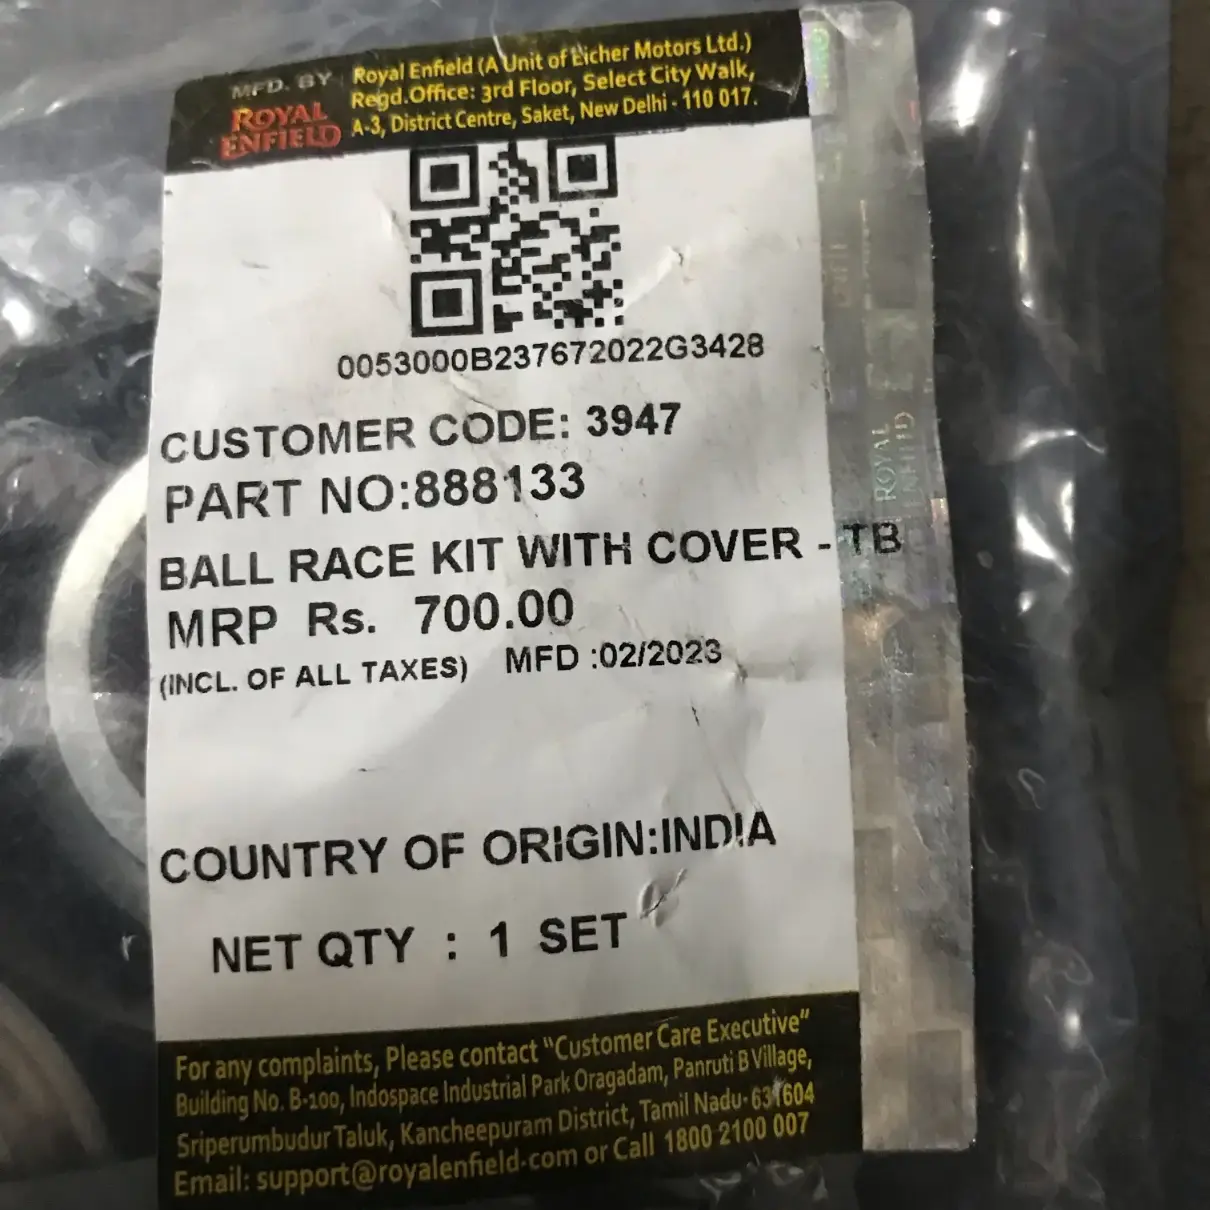 MFD. BY
ROYAL
ENFIELD
Royal Enfield (A Unit of Eicher Motors Ltd.)
Regd.Office: 3rd Floor, Select City Walk,
A-3, District Centre, Saket, New Delhi - 110 017.
0053000B237672022G3428
CUSTOMER CODE: 3947
PART NO:888133
BALL RACE KIT WITH COVER - TB
MRP Rs. 700.00
(INCL. OF ALL TAXES) MFD :02/2023
COUNTRY OF ORIGIN:INDIA
NET QTY : 1 SET
For any complaints, Please contact "Customer Care Executive"
Building No. B-100, Indospace Industrial Park Oragadam, Panruti B Village,
Sriperumbudur Taluk, Kancheepuram District, Tamil Nadu-631604
Email: support@royalenfield.com or Call 1800 2100 007
ROYAL
ENFIELD